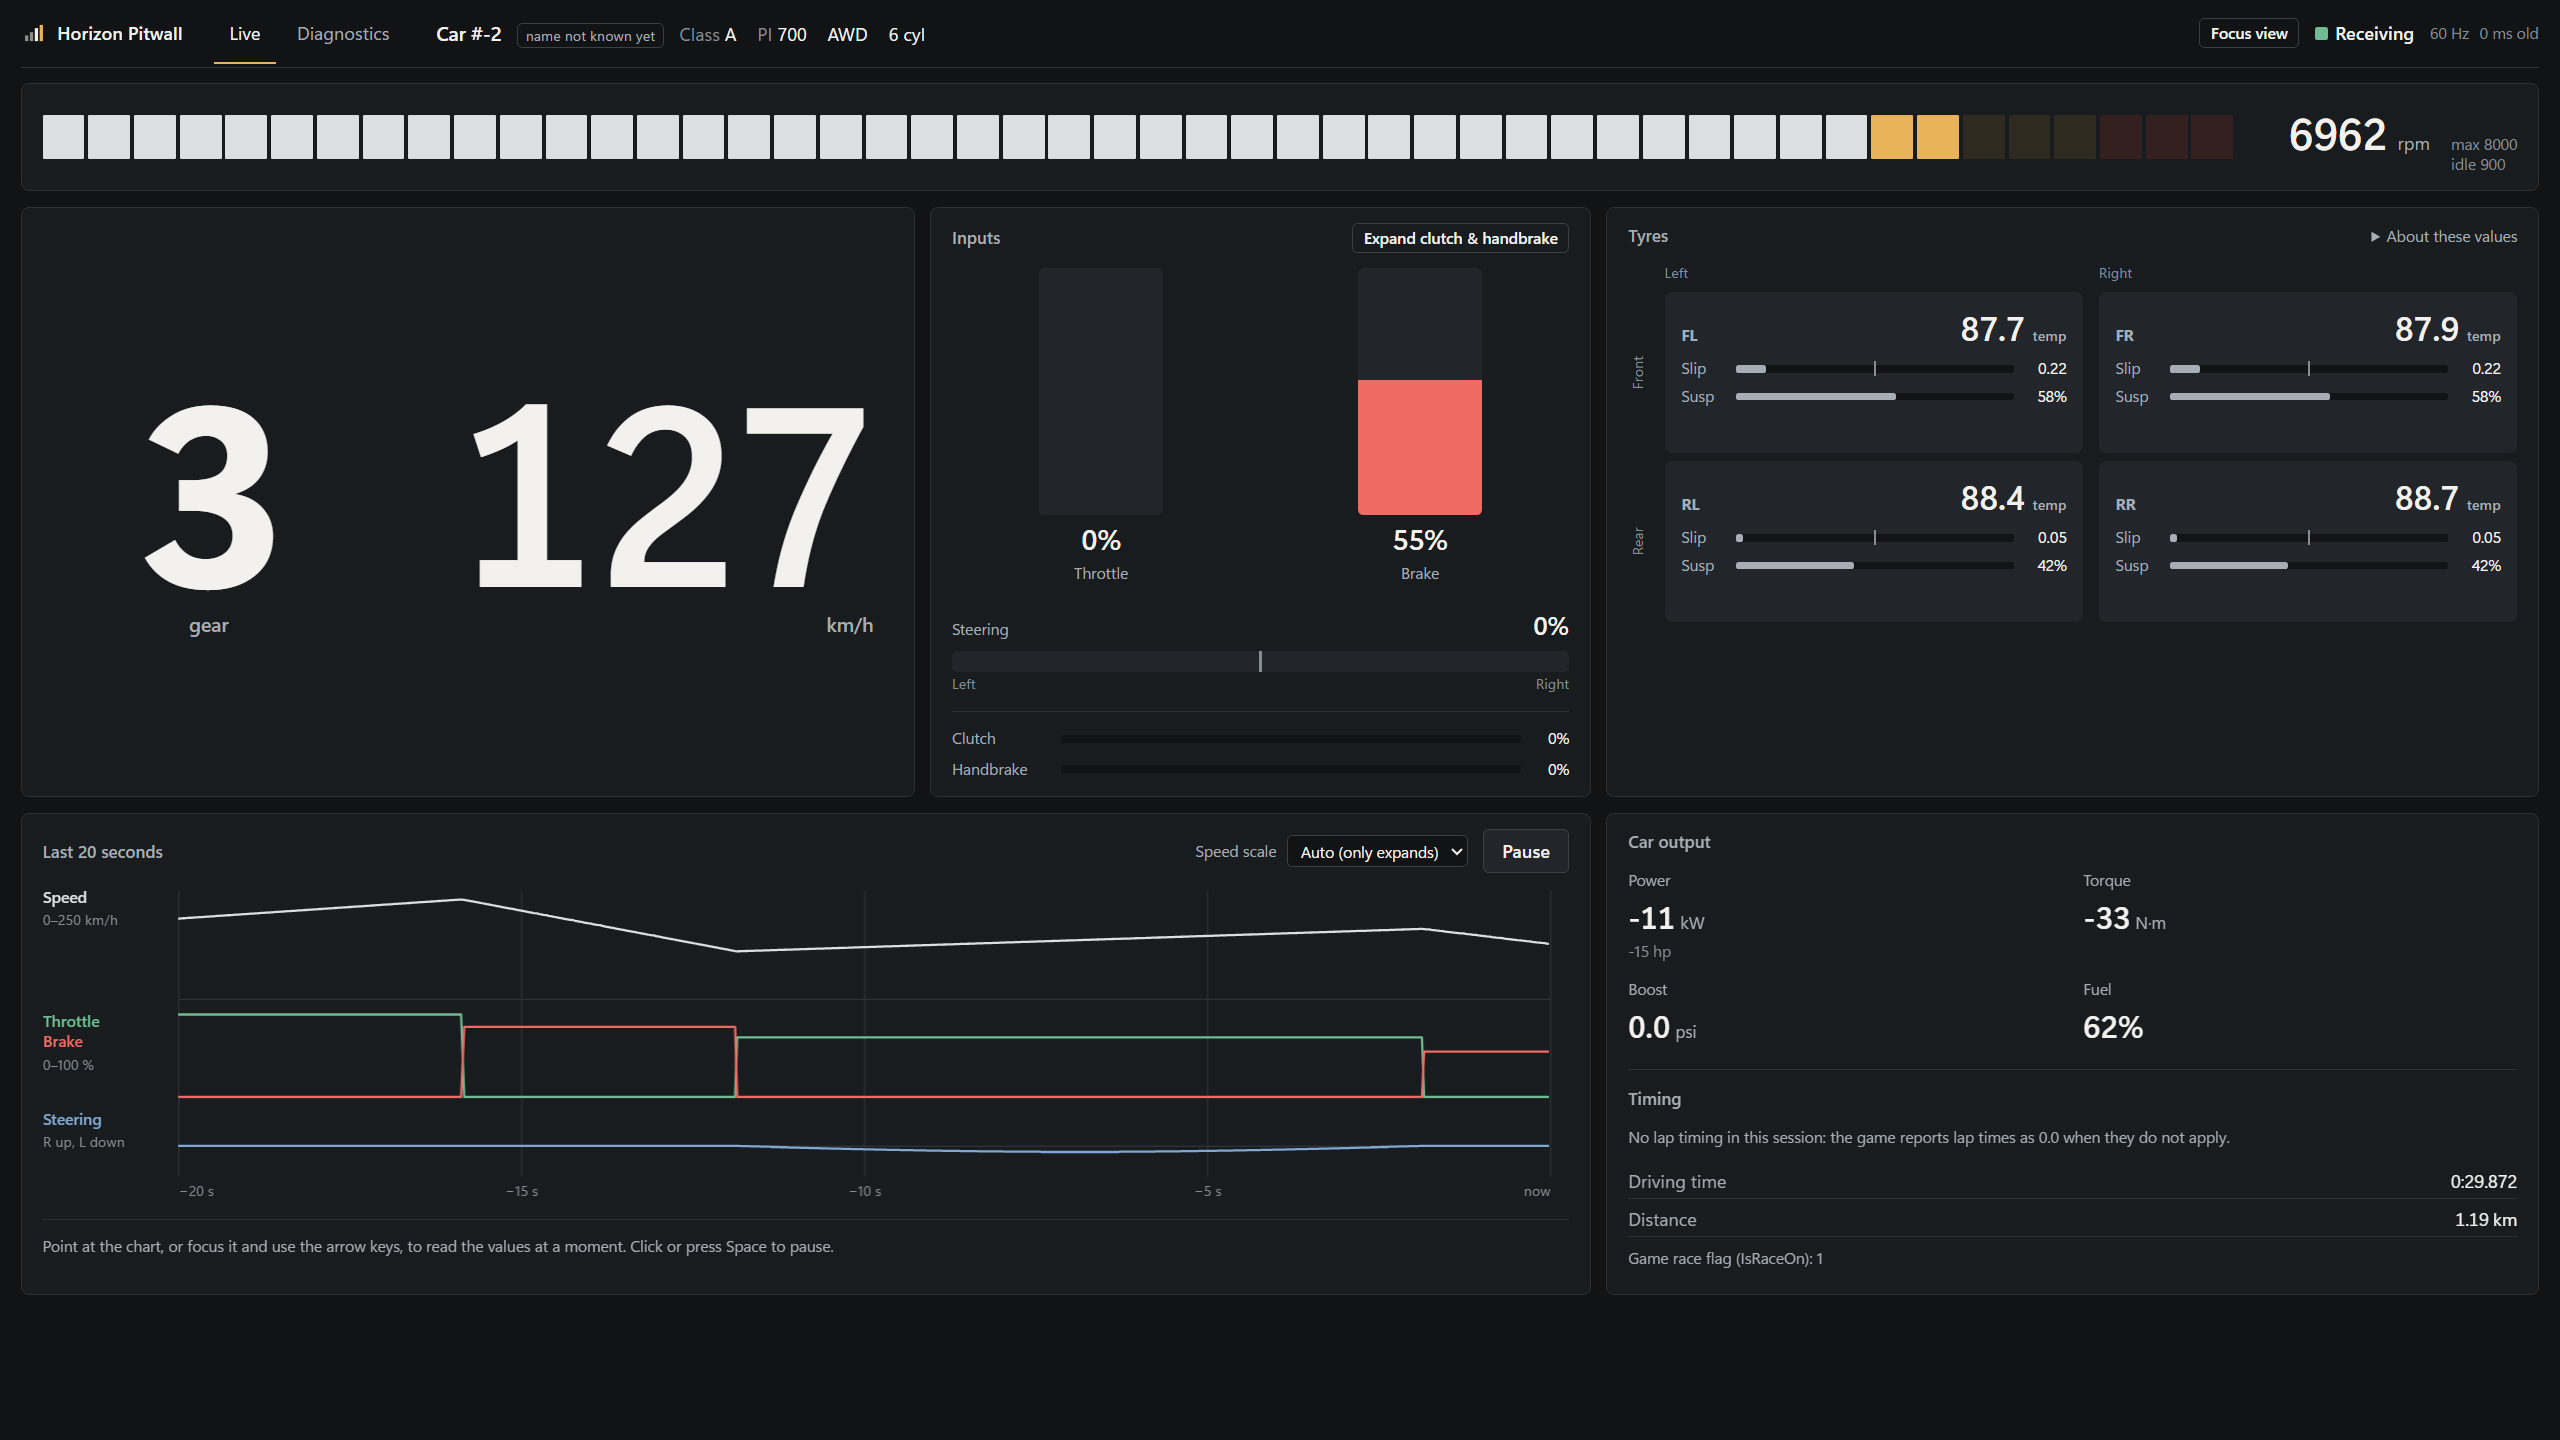 Horizon Pitwall
Live
Diagnostics
Car #-2
name not known yet
Class A
PI 700
AWD
6 cyl
Focus view
Receiving
60 Hz
0 ms old
6962 rpm
max 8000
idle 900
3
gear
127
km/h
Inputs
Expand clutch & handbrake
0%
Throttle
55%
Brake
Steering
0%
Left
Right
Clutch
0%
Handbrake
0%
Tyres
About these values
Left
Right
Front
FL
87.7 temp
Slip
0.22
Susp
58%
FR
87.9 temp
Slip
0.22
Susp
58%
Rear
RL
88.4 temp
Slip
0.05
Susp
42%
RR
88.7 temp
Slip
0.05
Susp
42%
Last 20 seconds
Speed scale
Auto (only expands)
Pause
Speed
0–250 km/h
Throttle
Brake
0–100 %
Steering
R up, L down
−20 s
−15 s
−10 s
−5 s
now
Point at the chart, or focus it and use the arrow keys, to read the values at a moment. Click or press Space to pause.
Car output
Power
-11 kW
-15 hp
Torque
-33 N·m
Boost
0.0 psi
Fuel
62%
Timing
No lap timing in this session: the game reports lap times as 0.0 when they do not apply.
Driving time
0:29.872
Distance
1.19 km
Game race flag (IsRaceOn): 1